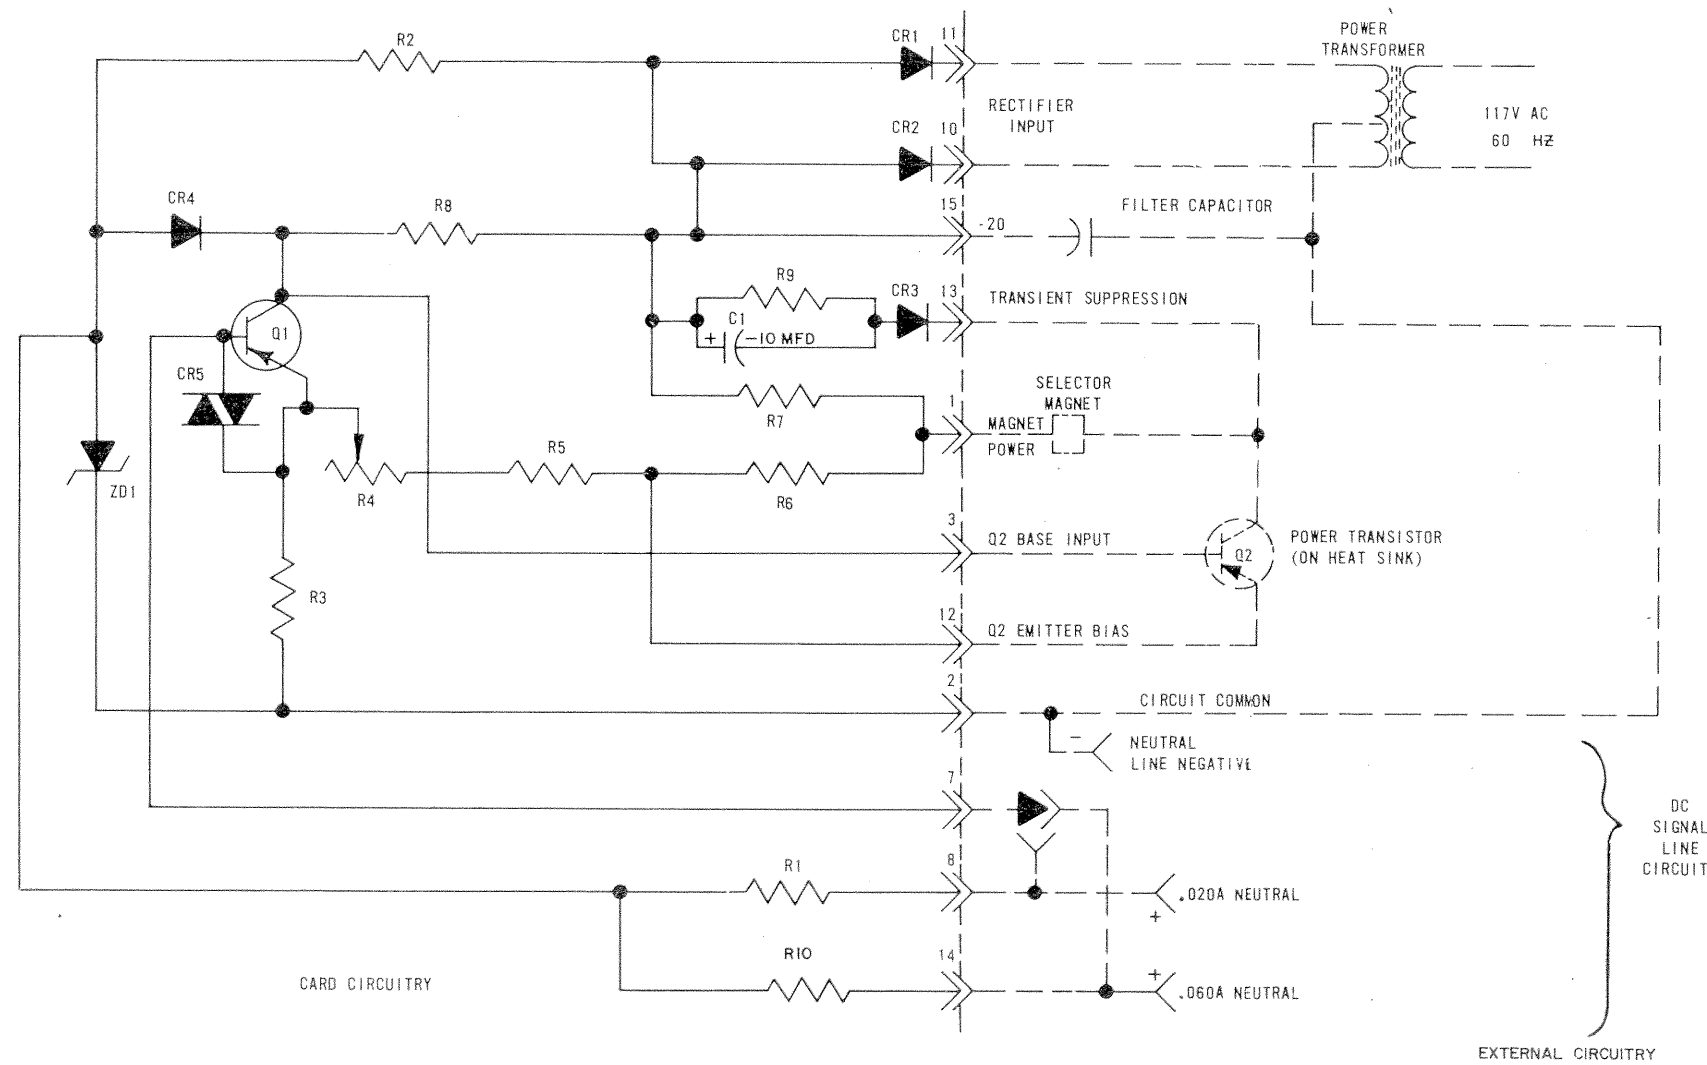 R2
CR1
11
POWER
TRANSFORMER
RECTIFIER
INPUT
117V AC
60 HZ
CR2
10
CR4
R8
15
-20
FILTER CAPACITOR
R9
CR3
13
TRANSIENT SUPPRESSION
Q1
C1
+
-10 MFD
CR5
R7
1
SELECTOR
MAGNET
MAGNET
POWER
ZD1
R4
R5
R6
3
Q2 BASE INPUT
Q2
POWER TRANSISTOR
(ON HEAT SINK)
R3
12
Q2 EMITTER BIAS
2
CIRCUIT COMMON
-
NEUTRAL
LINE NEGATIVE
7
DC
SIGNAL
LINE
CIRCUIT
R1
8
.020A NEUTRAL
+
R10
14
+
.060A NEUTRAL
CARD CIRCUITRY
EXTERNAL CIRCUITRY